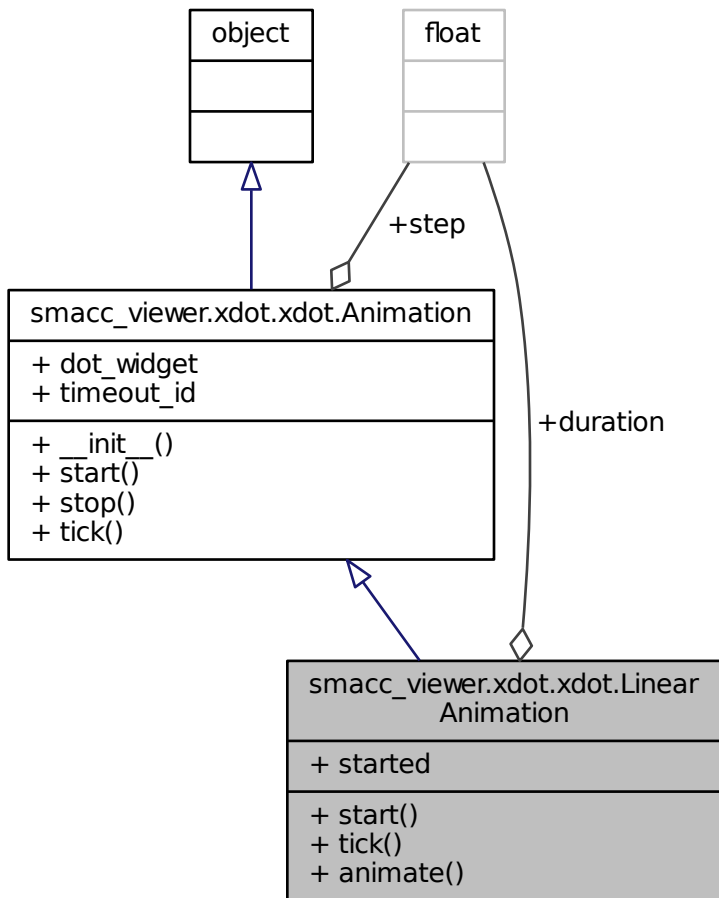 object
float
+step
smacc_viewer.xdot.xdot.Animation
+ dot_widget
+ timeout_id
+ __init__()
+ start()
+ stop()
+ tick()
+duration
smacc_viewer.xdot.xdot.Linear
Animation
+ started
+ start()
+ tick()
+ animate()